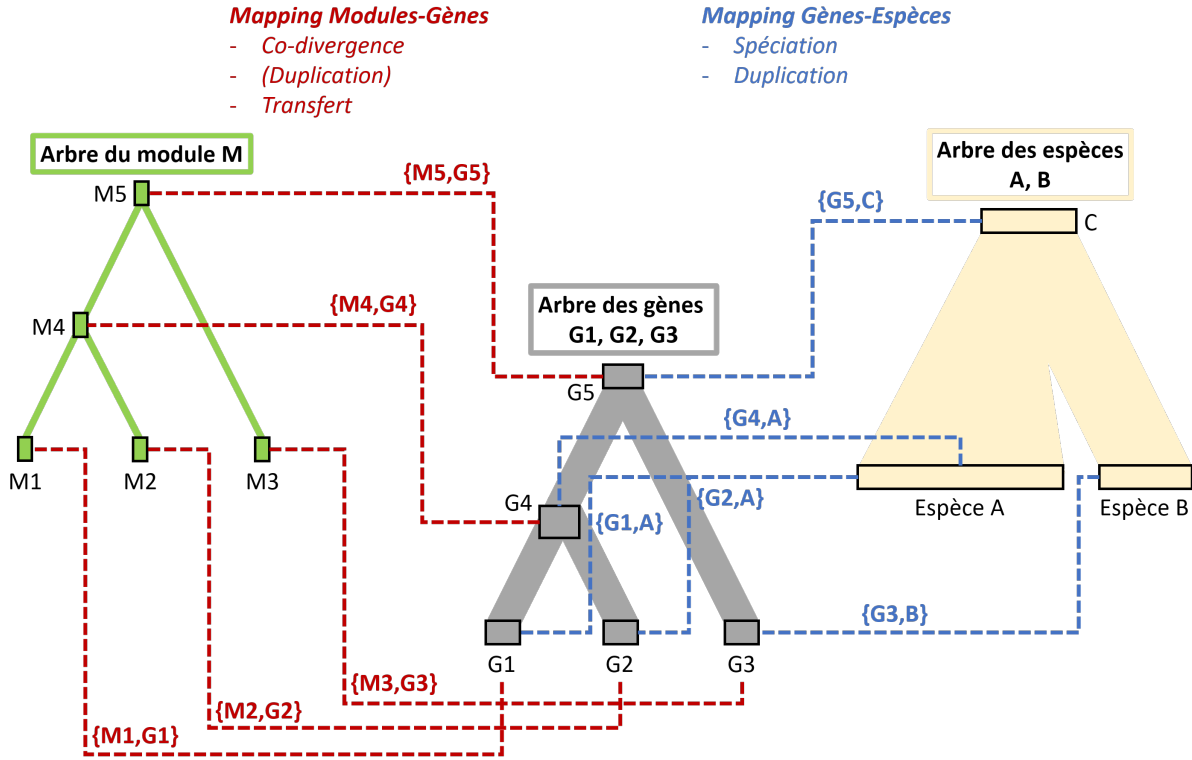 Mapping Modules-Gènes
- Co-divergence
- (Duplication)
- Transfert
Mapping Gènes-Espèces
- Spéciation
- Duplication
Arbre du module M
M5
M4
M1
M2
M3
{M5,G5}
{M4,G4}
{M3,G3}
{M2,G2}
{M1,G1}
Arbre des gènes
G1, G2, G3
G5
G4
G1
G2
G3
{G5,C}
{G4,A}
{G2,A}
{G1,A}
{G3,B}
Arbre des espèces
A, B
C
Espèce A
Espèce B